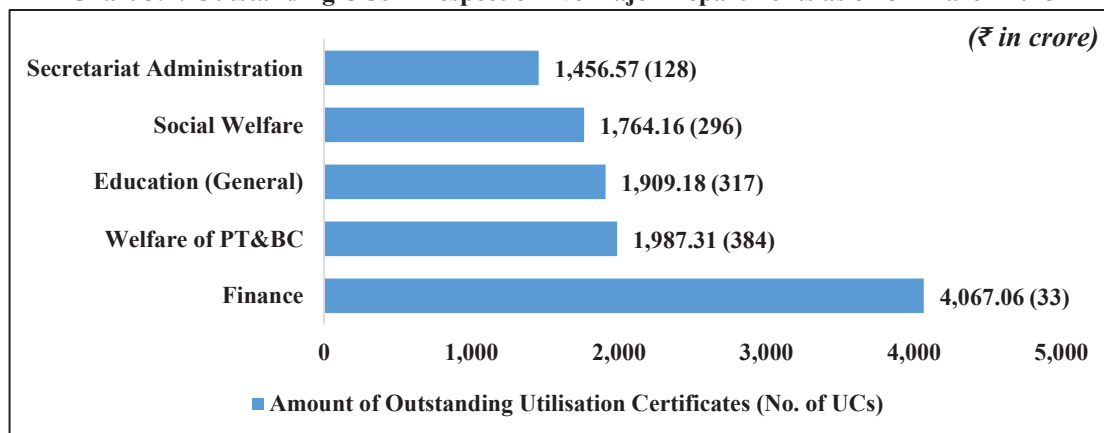 (₹ in crore)
Secretariat Administration 1,456.57 (128)
Social Welfare 1,764.16 (296)
Education (General) 1,909.18 (317)
Welfare of PT&BC 1,987.31 (384)
Finance 4,067.06 (33)
0 1,000 2,000 3,000 4,000 5,000
Amount of Outstanding Utilisation Certificates (No. of UCs)